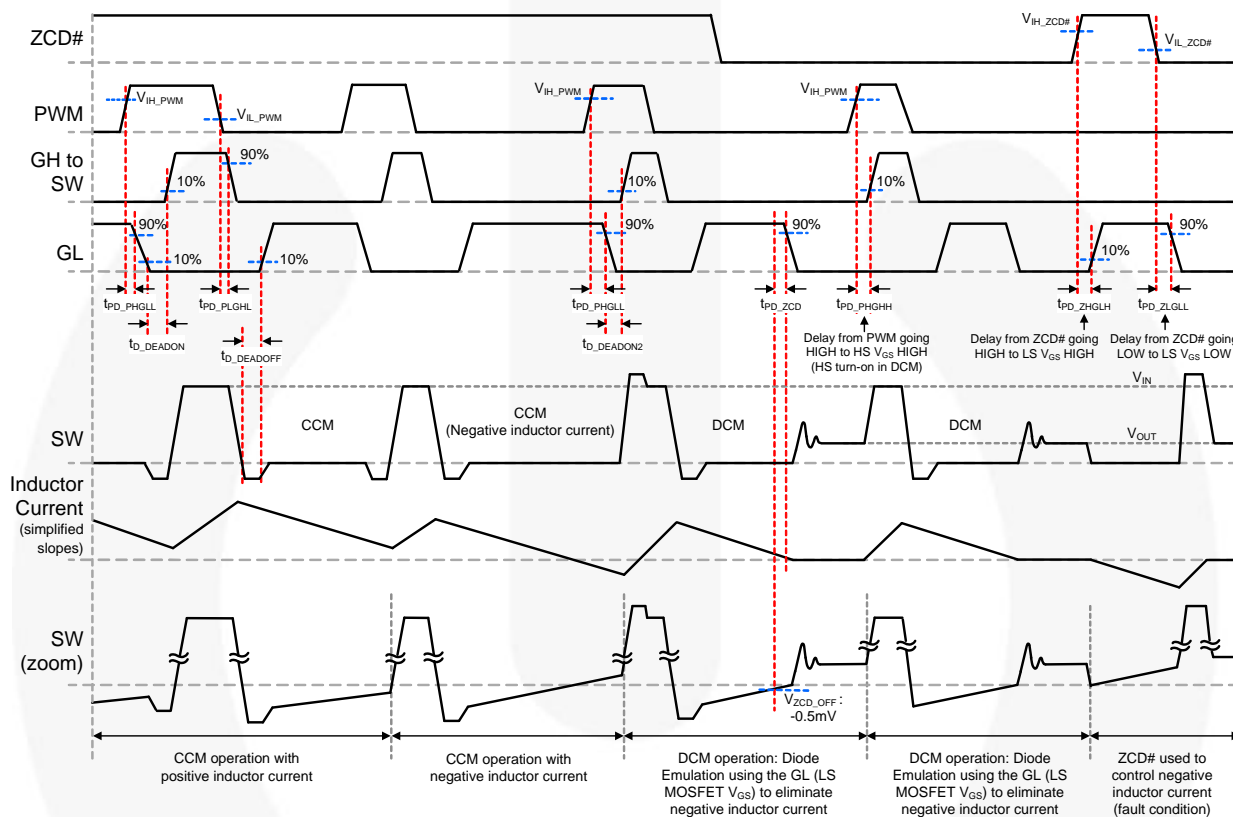 ZCD#
V_IH_ZCD#
V_IL_ZCD#
PWM
V_IH_PWM
V_IL_PWM
V_IH_PWM
V_IH_PWM
GH to
SW
10%
90%
10%
10%
GL
90%
10%
10%
90%
90%
10%
90%
t_PD_PHGLL
t_PD_PLGHL
t_PD_PHGLL
t_PD_ZCD
t_PD_PHGHH
t_PD_ZHGLH
t_PD_ZLGLL
t_D_DEADON
t_D_DEADOFF
t_D_DEADON2
Delay from PWM going
HIGH to HS V_GS HIGH
(HS turn-on in DCM)
Delay from ZCD# going
HIGH to LS V_GS HIGH
Delay from ZCD# going
LOW to LS V_GS LOW
V_IN
SW
CCM
CCM
(Negative inductor current)
DCM
DCM
V_OUT
Inductor
Current
(simplified
slopes)
SW
(zoom)
V_ZCD_OFF :
-0.5mV
CCM operation with
positive inductor current
CCM operation with
negative inductor current
DCM operation: Diode
Emulation using the GL (LS
MOSFET V_GS) to eliminate
negative inductor current
DCM operation: Diode
Emulation using the GL (LS
MOSFET V_GS) to eliminate
negative inductor current
ZCD# used to
control negative
inductor current
(fault condition)